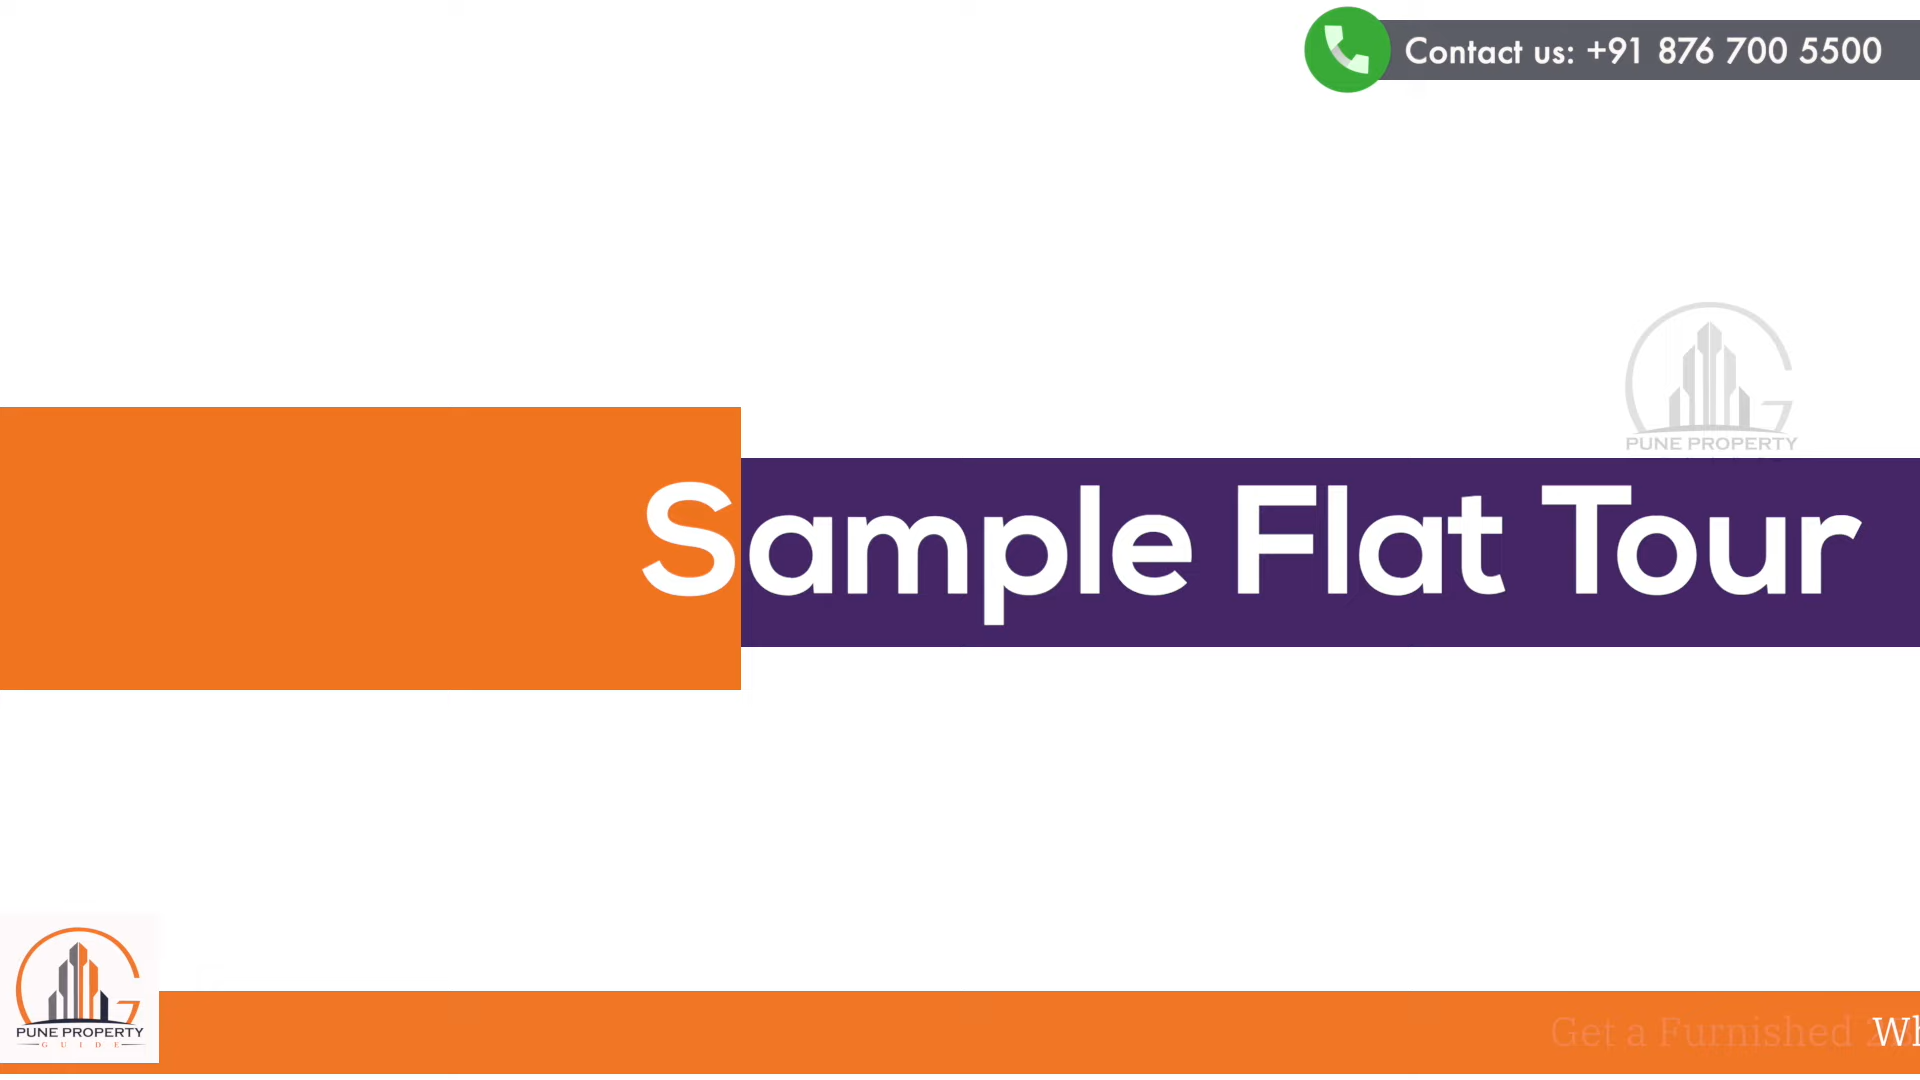 Contact us: +91 876 700 5500
PUNE PROPERTY
Sample Flat Tour
PUNE PROPERTY
GUIDE
Get a Furnished